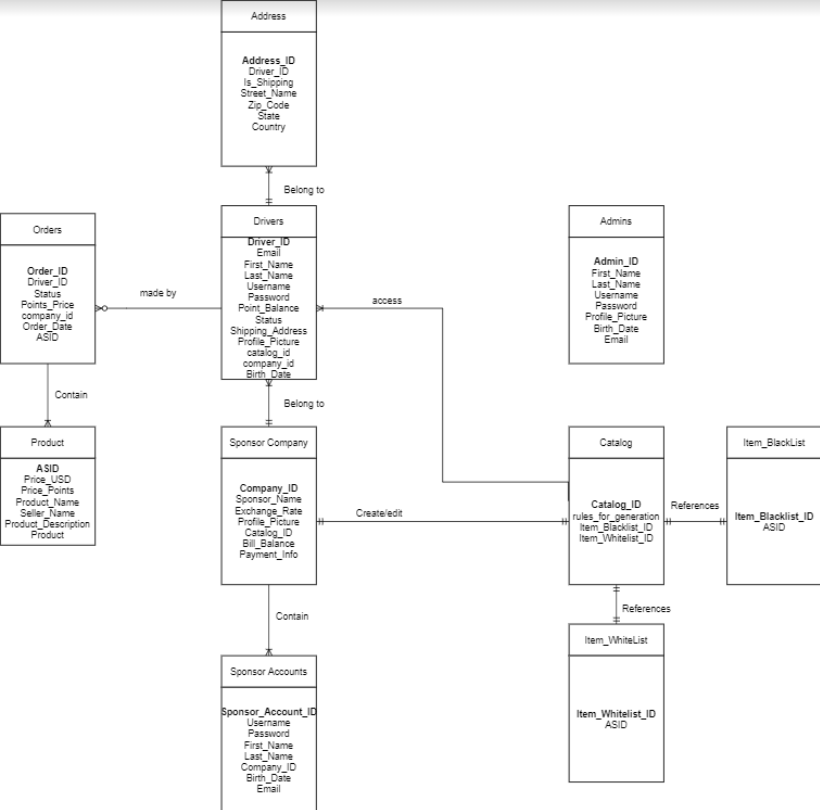 Address
Address_ID
Driver_ID
Is_Shipping
Street_Name
Zip_Code
State
Country
Belong to
Orders
Order_ID
Driver_ID
Status
Points_Price
company_id
Order_Date
ASID
made by
Drivers
Driver_ID
Email
First_Name
Last_Name
Username
Password
Point_Balance
Status
Shipping_Address
Profile_Picture
catalog_id
company_id
Birth_Date
access
Admins
Admin_ID
First_Name
Last_Name
Username
Password
Profile_Picture
Birth_Date
Email
Contain
Belong to
Product
ASID
Price_USD
Price_Points
Product_Name
Seller_Name
Product_Description
Product
Sponsor Company
Company_ID
Sponsor_Name
Exchange_Rate
Profile_Picture
Catalog_ID
Bill_Balance
Payment_Info
Create/edit
Catalog
Catalog_ID
rules_for_generation
Item_Blacklist_ID
Item_Whitelist_ID
References
Item_BlackList
Item_Blacklist_ID
ASID
Contain
References
Sponsor Accounts
Sponsor_Account_ID
Username
Password
First_Name
Last_Name
Company_ID
Birth_Date
Email
Item_WhiteList
Item_Whitelist_ID
ASID